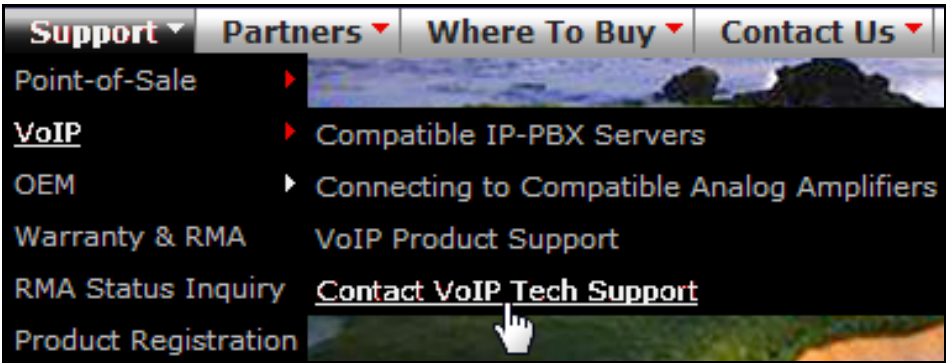 Support Partners Where To Buy Contact Us
Point-of-Sale
VoIP Compatible IP-PBX Servers
OEM Connecting to Compatible Analog Amplifiers
Warranty & RMA VoIP Product Support
RMA Status Inquiry Contact VoIP Tech Support
Product Registration